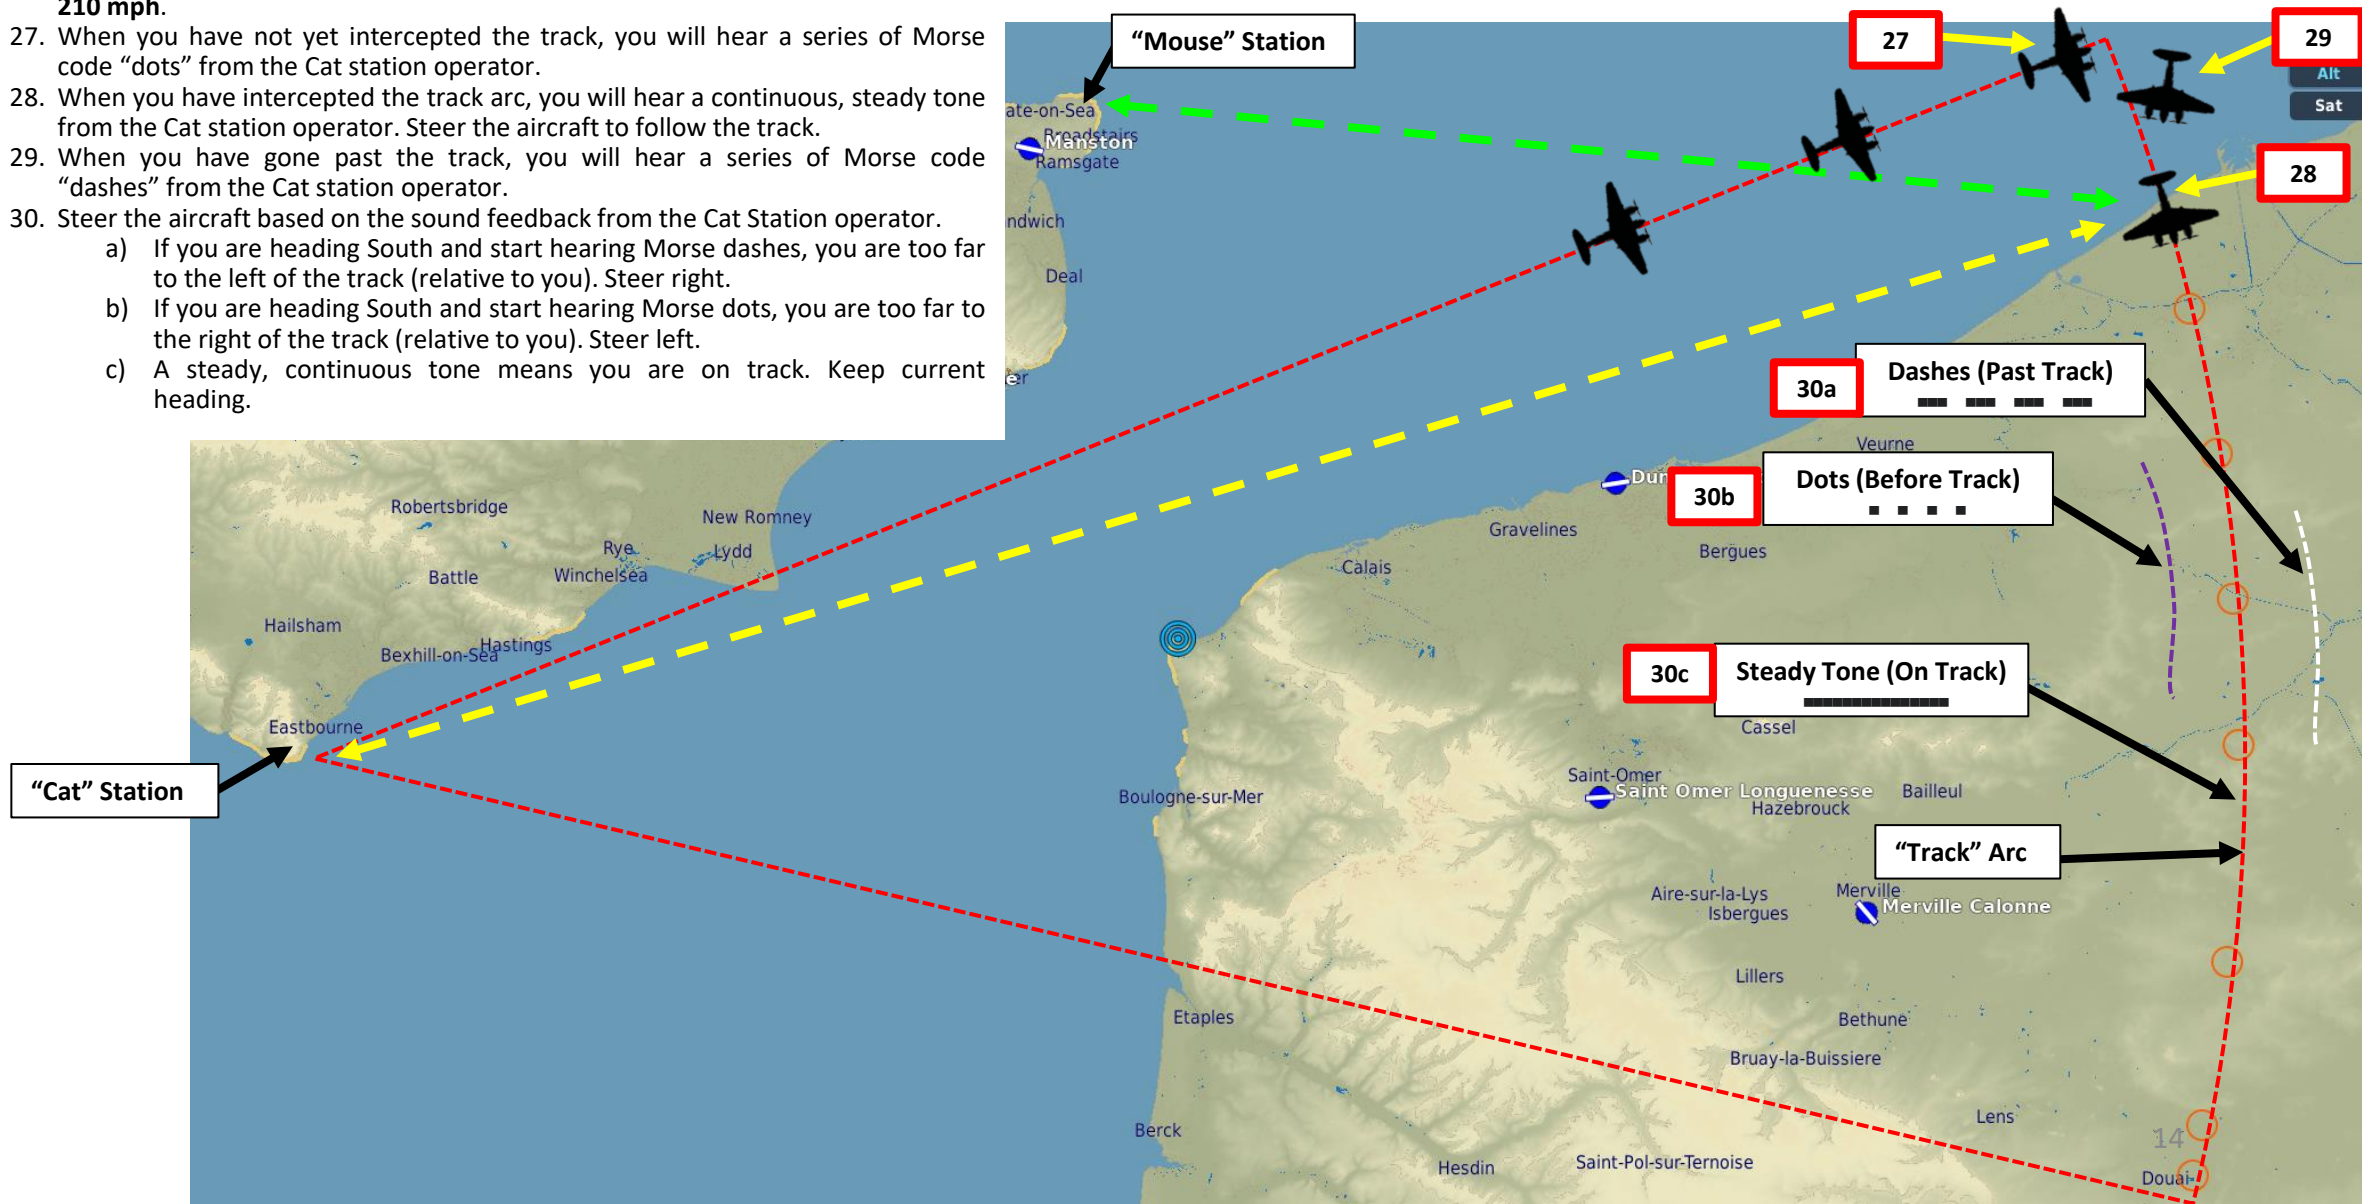 210 mph.
27. When you have not yet intercepted the track, you will hear a series of Morse
code “dots” from the Cat station operator.
28. When you have intercepted the track arc, you will hear a continuous, steady tone
from the Cat station operator. Steer the aircraft to follow the track.
29. When you have gone past the track, you will hear a series of Morse code
“dashes” from the Cat station operator.
30. Steer the aircraft based on the sound feedback from the Cat Station operator.
a) If you are heading South and start hearing Morse dashes, you are too far
to the left of the track (relative to you). Steer right.
b) If you are heading South and start hearing Morse dots, you are too far to
the right of the track (relative to you). Steer left.
c) A steady, continuous tone means you are on track. Keep current
heading.
“Mouse” Station
27
29
Alt
Sat
ate-on-Sea
Broadstairs
Manston
Ramsgate
28
ndwich
Deal
er
30a
Dashes (Past Track)
Veurne
30b
Dots (Before Track)
Dun
Gravelines
Bergues
Calais
Robertsbridge
New Romney
Rye
Lydd
Battle
Winchelsea
Hailsham
Hastings
Bexhill-on-Sea
30c
Steady Tone (On Track)
Cassel
Eastbourne
“Cat” Station
Saint-Omer
Saint Omer Longuenesse
Boulogne-sur-Mer
Hazebrouck
Bailleul
“Track” Arc
Aire-sur-la-Lys
Isbergues
Merville
Merville Calonne
Lillers
Etaples
Bethune
Bruay-la-Buissiere
Berck
Lens
14
Hesdin
Saint-Pol-sur-Ternoise
Douai